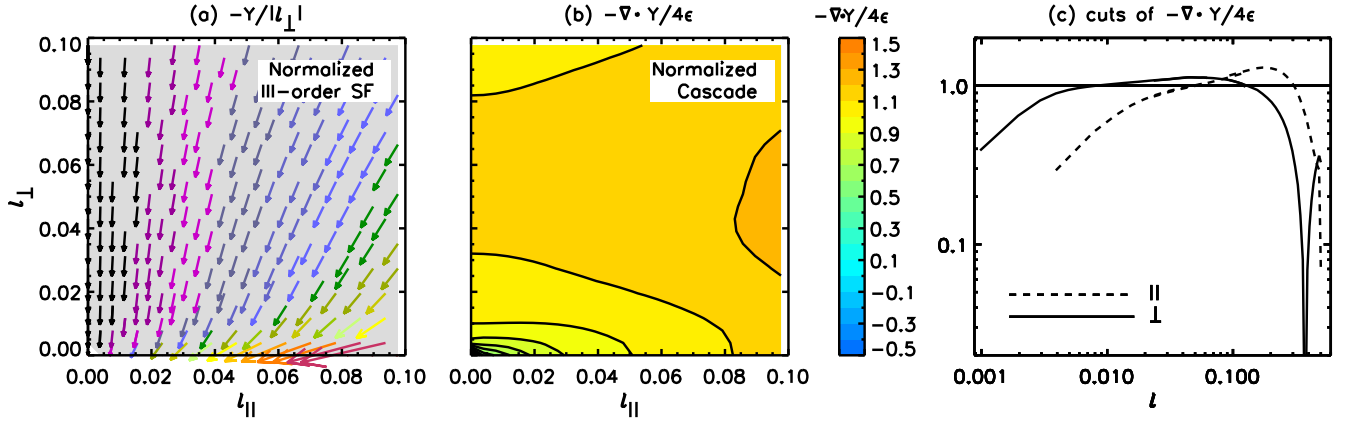 (a) −Y/|ℓ⊥|
(b) −∇· Y/4ϵ
−∇·Y/4ϵ
(c) cuts of −∇· Y/4ϵ
Normalized
III−order SF
Normalized
Cascade
0.10
0.08
0.06
0.04
0.02
0.00
ℓ⊥
0.00 0.02 0.04 0.06 0.08 0.10
ℓ||
0.00 0.02 0.04 0.06 0.08 0.10
ℓ||
1.5
1.3
1.1
0.9
0.7
0.5
0.3
0.1
−0.1
−0.3
−0.5
1.0
0.1
||
⊥
0.001 0.010 0.100
ℓ